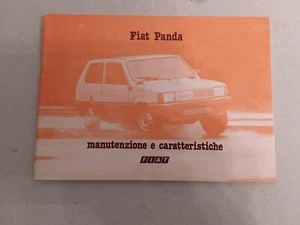 Fiat Panda
manutenzione e caratteristiche
FIAT